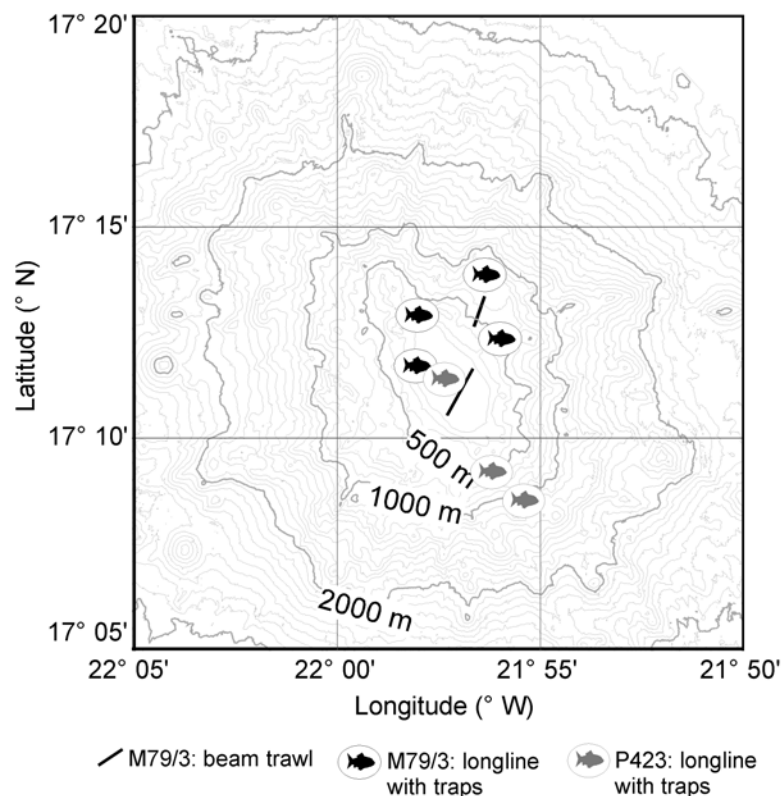 17° 20'
17° 15'
17° 10'
17° 05'
Latitude (° N)
500 m
1000 m
2000 m
22° 05' 22° 00' 21° 55' 21° 50'
Longitude (° W)
M79/3: beam trawl
M79/3: longline
with traps
P423: longline
with traps